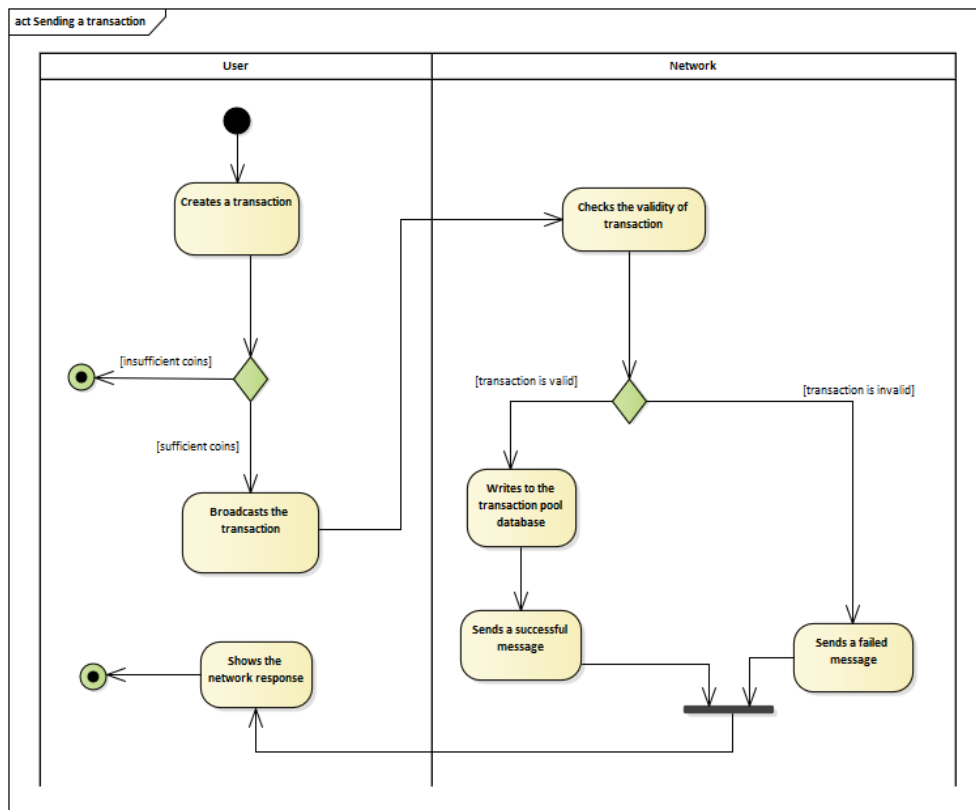 act Sending a transaction
User
Network
Creates a transaction
Checks the validity of
transaction
[insufficient coins]
[transaction is valid]
[transaction is invalid]
[sufficient coins]
Broadcasts the
transaction
Writes to the
transaction pool
database
Sends a successful
message
Sends a failed
message
Shows the
network response